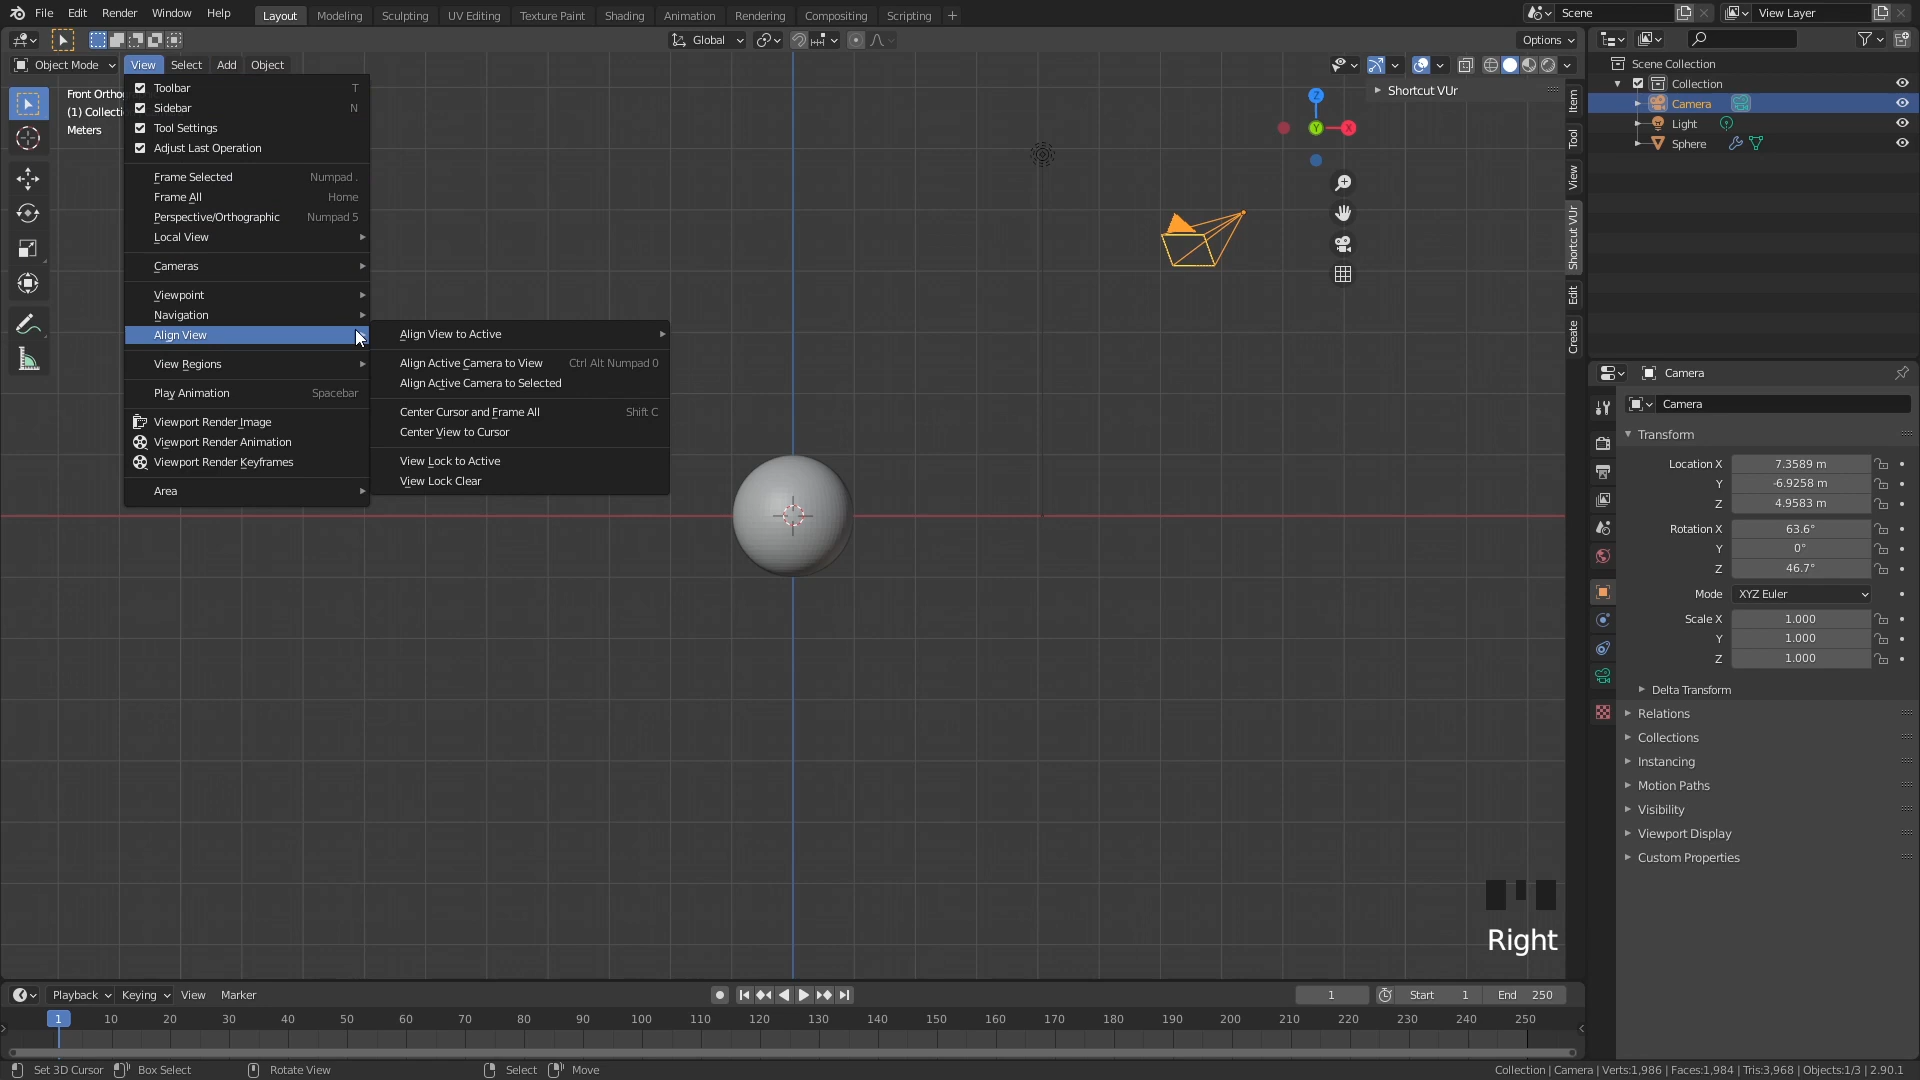 File Edit Render Window Help Layout Modeling Sculpting UV Editing Texture Paint Shading Animation Rendering Compositing Scripting + Scene View Layer
Global Options
Object Mode View Select Add Object
Front Ortho
(1) Collecti
Meters
Toolbar T
Sidebar N
Tool Settings
Adjust Last Operation
Frame Selected Numpad .
Frame All Home
Perspective/Orthographic Numpad 5
Local View
Cameras
Viewpoint
Navigation
Align View
View Regions
Play Animation Spacebar
Viewport Render Image
Viewport Render Animation
Viewport Render Keyframes
Area
Align View to Active
Align Active Camera to View Ctrl Alt Numpad 0
Align Active Camera to Selected
Center Cursor and Frame All Shift C
Center View to Cursor
View Lock to Active
View Lock Clear
Z
Y
X
Shortcut VUr
Item
Tool
View
Shortcut VUr
Edit
Create
Right
Scene Collection
Collection
Camera
Light
Sphere
Camera
Camera
Transform
Location X 7.3589 m
Y -6.9258 m
Z 4.9583 m
Rotation X 63.6°
Y 0°
Z 46.7°
Mode XYZ Euler
Scale X 1.000
Y 1.000
Z 1.000
Delta Transform
Relations
Collections
Instancing
Motion Paths
Visibility
Viewport Display
Custom Properties
Playback Keying View Marker 1 Start 1 End 250
1 10 20 30 40 50 60 70 80 90 100 110 120 130 140 150 160 170 180 190 200 210 220 230 240 250
Set 3D Cursor Box Select Rotate View Select Move Collection | Camera | Verts:1,986 | Faces:1,984 | Tris:3,968 | Objects:1/3 | 2.90.1